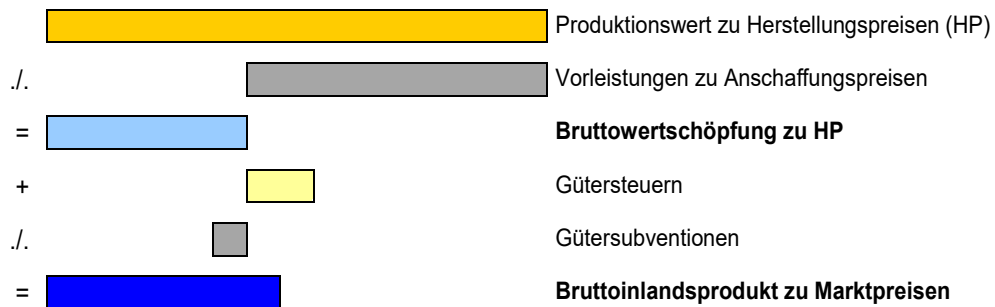 Produktionswert zu Herstellungspreisen (HP)
./. Vorleistungen zu Anschaffungspreisen
= Bruttowertschöpfung zu HP
+ Gütersteuern
./. Gütersubventionen
= Bruttoinlandsprodukt zu Marktpreisen